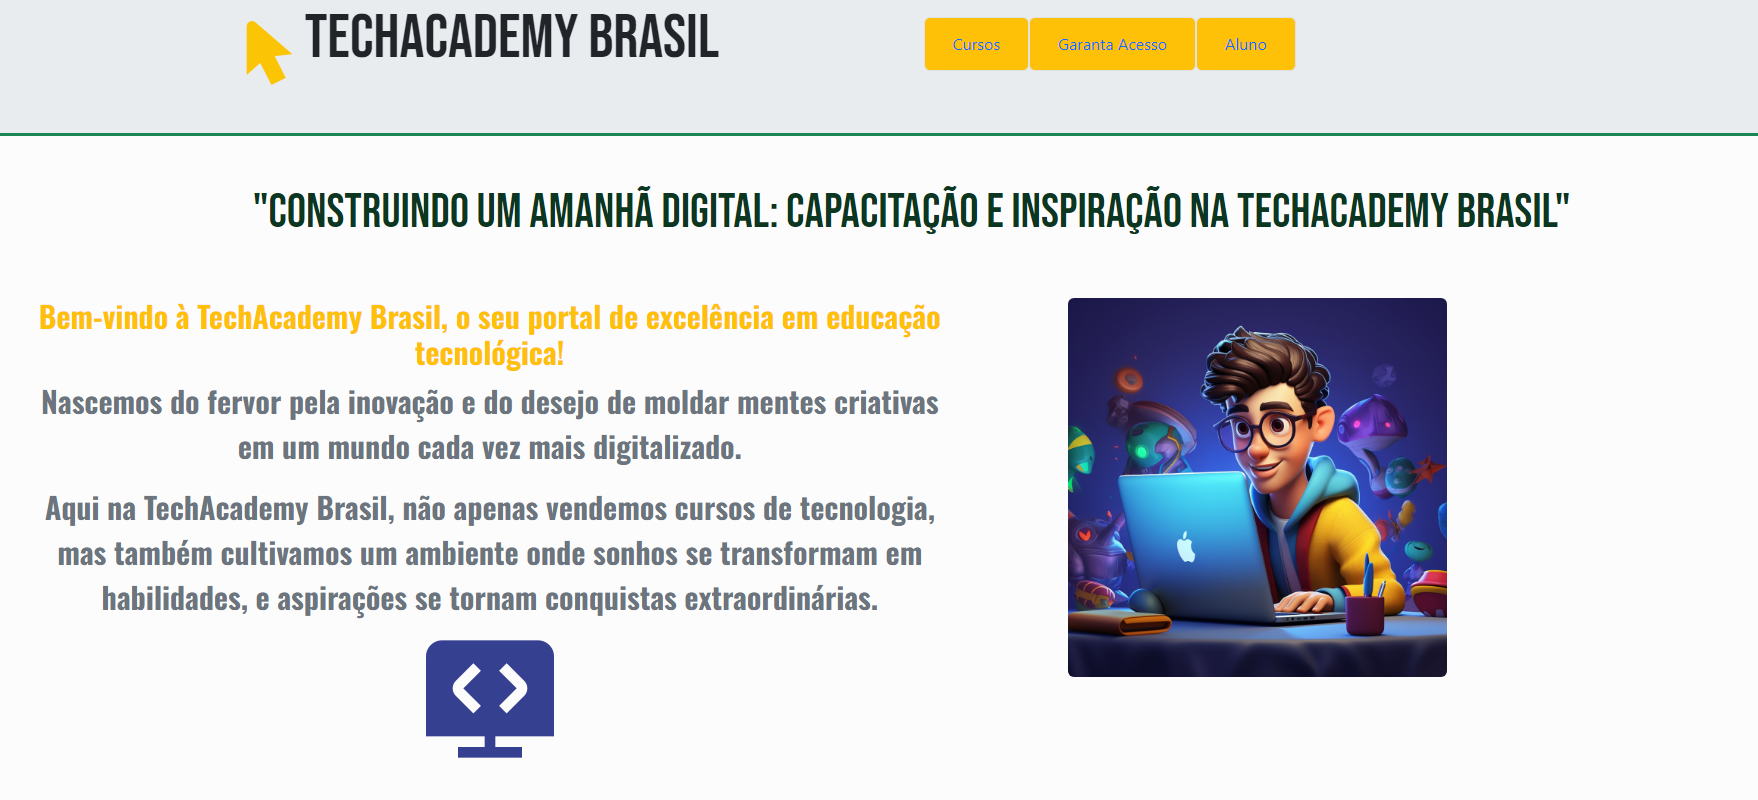 TECHACADEMY BRASIL
Cursos
Garanta Acesso
Aluno
"CONSTRUINDO UM AMANHÃ DIGITAL: CAPACITAÇÃO E INSPIRAÇÃO NA TECHACADEMY BRASIL"
Bem-vindo à TechAcademy Brasil, o seu portal de excelência em educação
tecnológica!
Nascemos do fervor pela inovação e do desejo de moldar mentes criativas
em um mundo cada vez mais digitalizado.
Aqui na TechAcademy Brasil, não apenas vendemos cursos de tecnologia,
mas também cultivamos um ambiente onde sonhos se transformam em
habilidades, e aspirações se tornam conquistas extraordinárias.